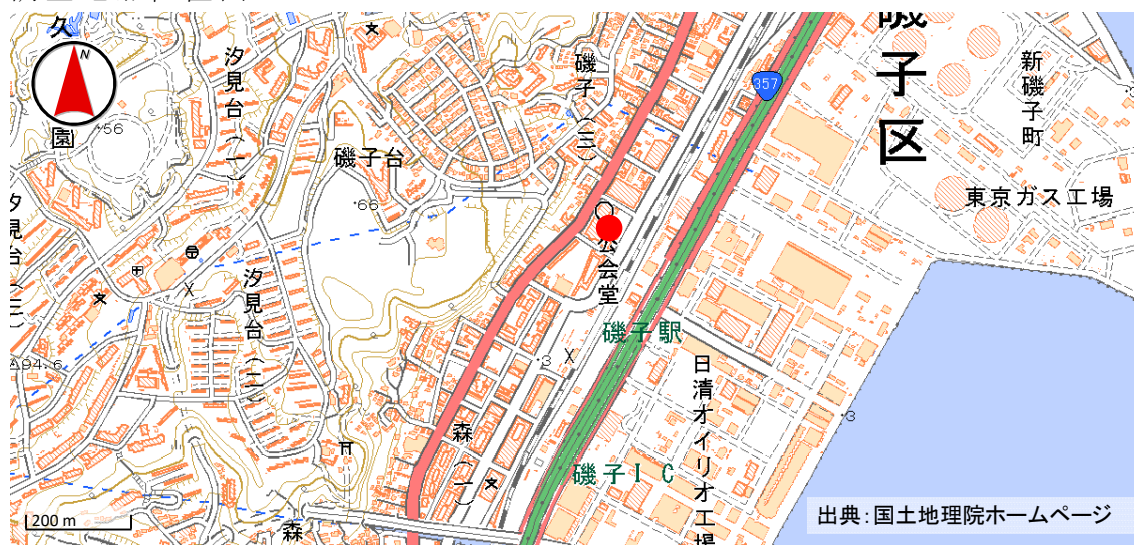 久
園
N
56
汐見台(一)
磯子(三)
磯子台
66
357
磯子区
新磯子町
東京ガス工場
公会堂
汐見台(二)
磯子駅
3
日清オイリオ工場
3
94.6
森(一)
磯子IC
森
200 m
出典:国土地理院ホームページ